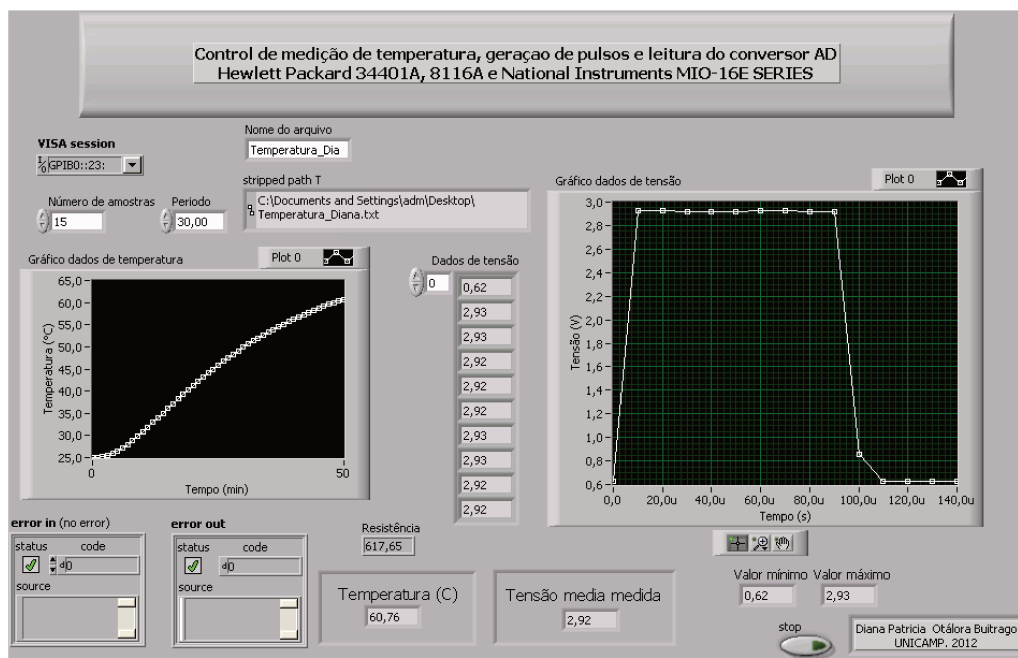 Control de medição de temperatura, geraçao de pulsos e leitura do conversor AD
Hewlett Packard 34401A, 8116A e National Instruments MIO-16E SERIES
VISA session
GPIB0::23:
Nome do arquivo
Temperatura_Dia
stripped path T
C:\Documents and Settings\adm\Desktop\
Temperatura_Diana.txt
Número de amostras
15
Periodo
30,00
Gráfico dados de temperatura
Plot 0
65,0
60,0
55,0
50,0
45,0
40,0
35,0
30,0
25,0
Temperatura (°C)
0
50
Tempo (min)
Dados de tensão
0
0,62
2,93
2,93
2,92
2,92
2,92
2,93
2,93
2,92
2,92
Gráfico dados de tensão
Plot 0
3,0
2,8
2,6
2,4
2,2
2,0
1,8
1,6
1,4
1,2
1,0
0,8
0,6
Tensão (V)
0,0
20,0u
40,0u
60,0u
80,0u
100,0u
120,0u
140,0u
Tempo (s)
error in (no error)
status
code
d0
source
error out
status
code
d0
source
Resistência
617,65
Temperatura (C)
60,76
Tensão media medida
2,92
Valor mínimo
0,62
Valor máximo
2,93
stop
Diana Patricia Otálora Buitrago
UNICAMP. 2012